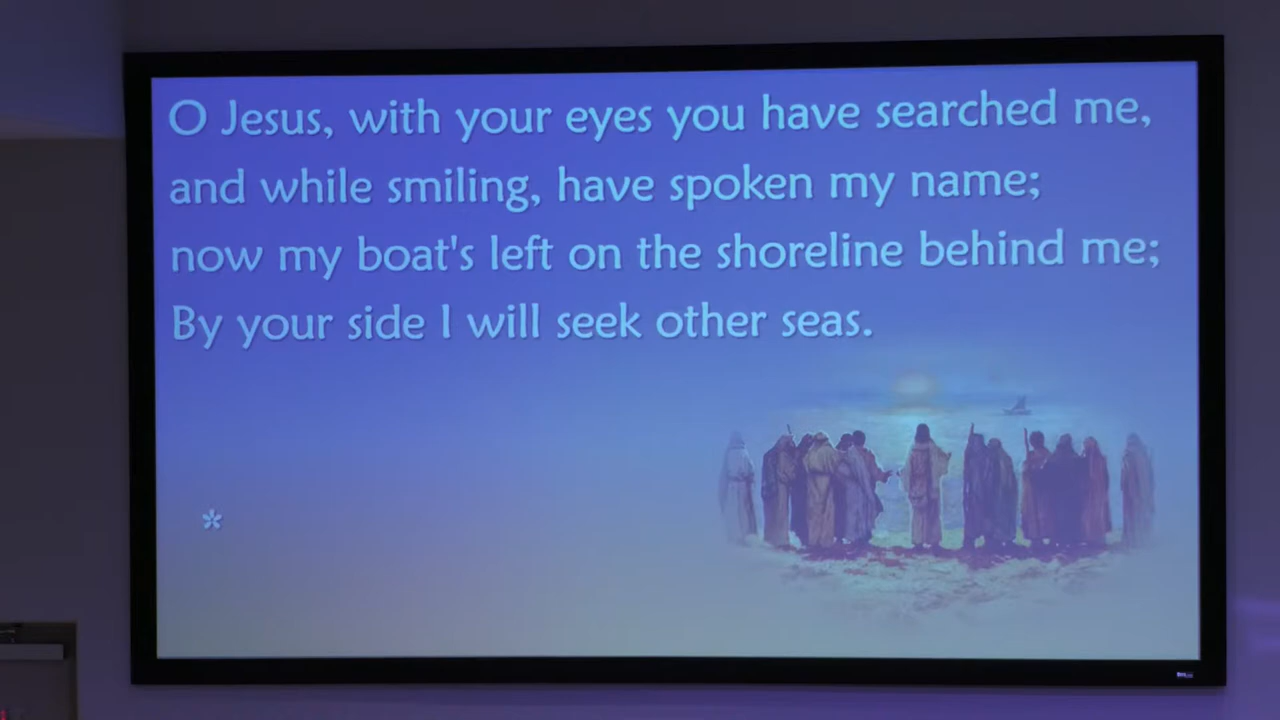 O Jesus, with your eyes you have searched me,
and while smiling, have spoken my name;
now my boat's left on the shoreline behind me;
By your side I will seek other seas.
*